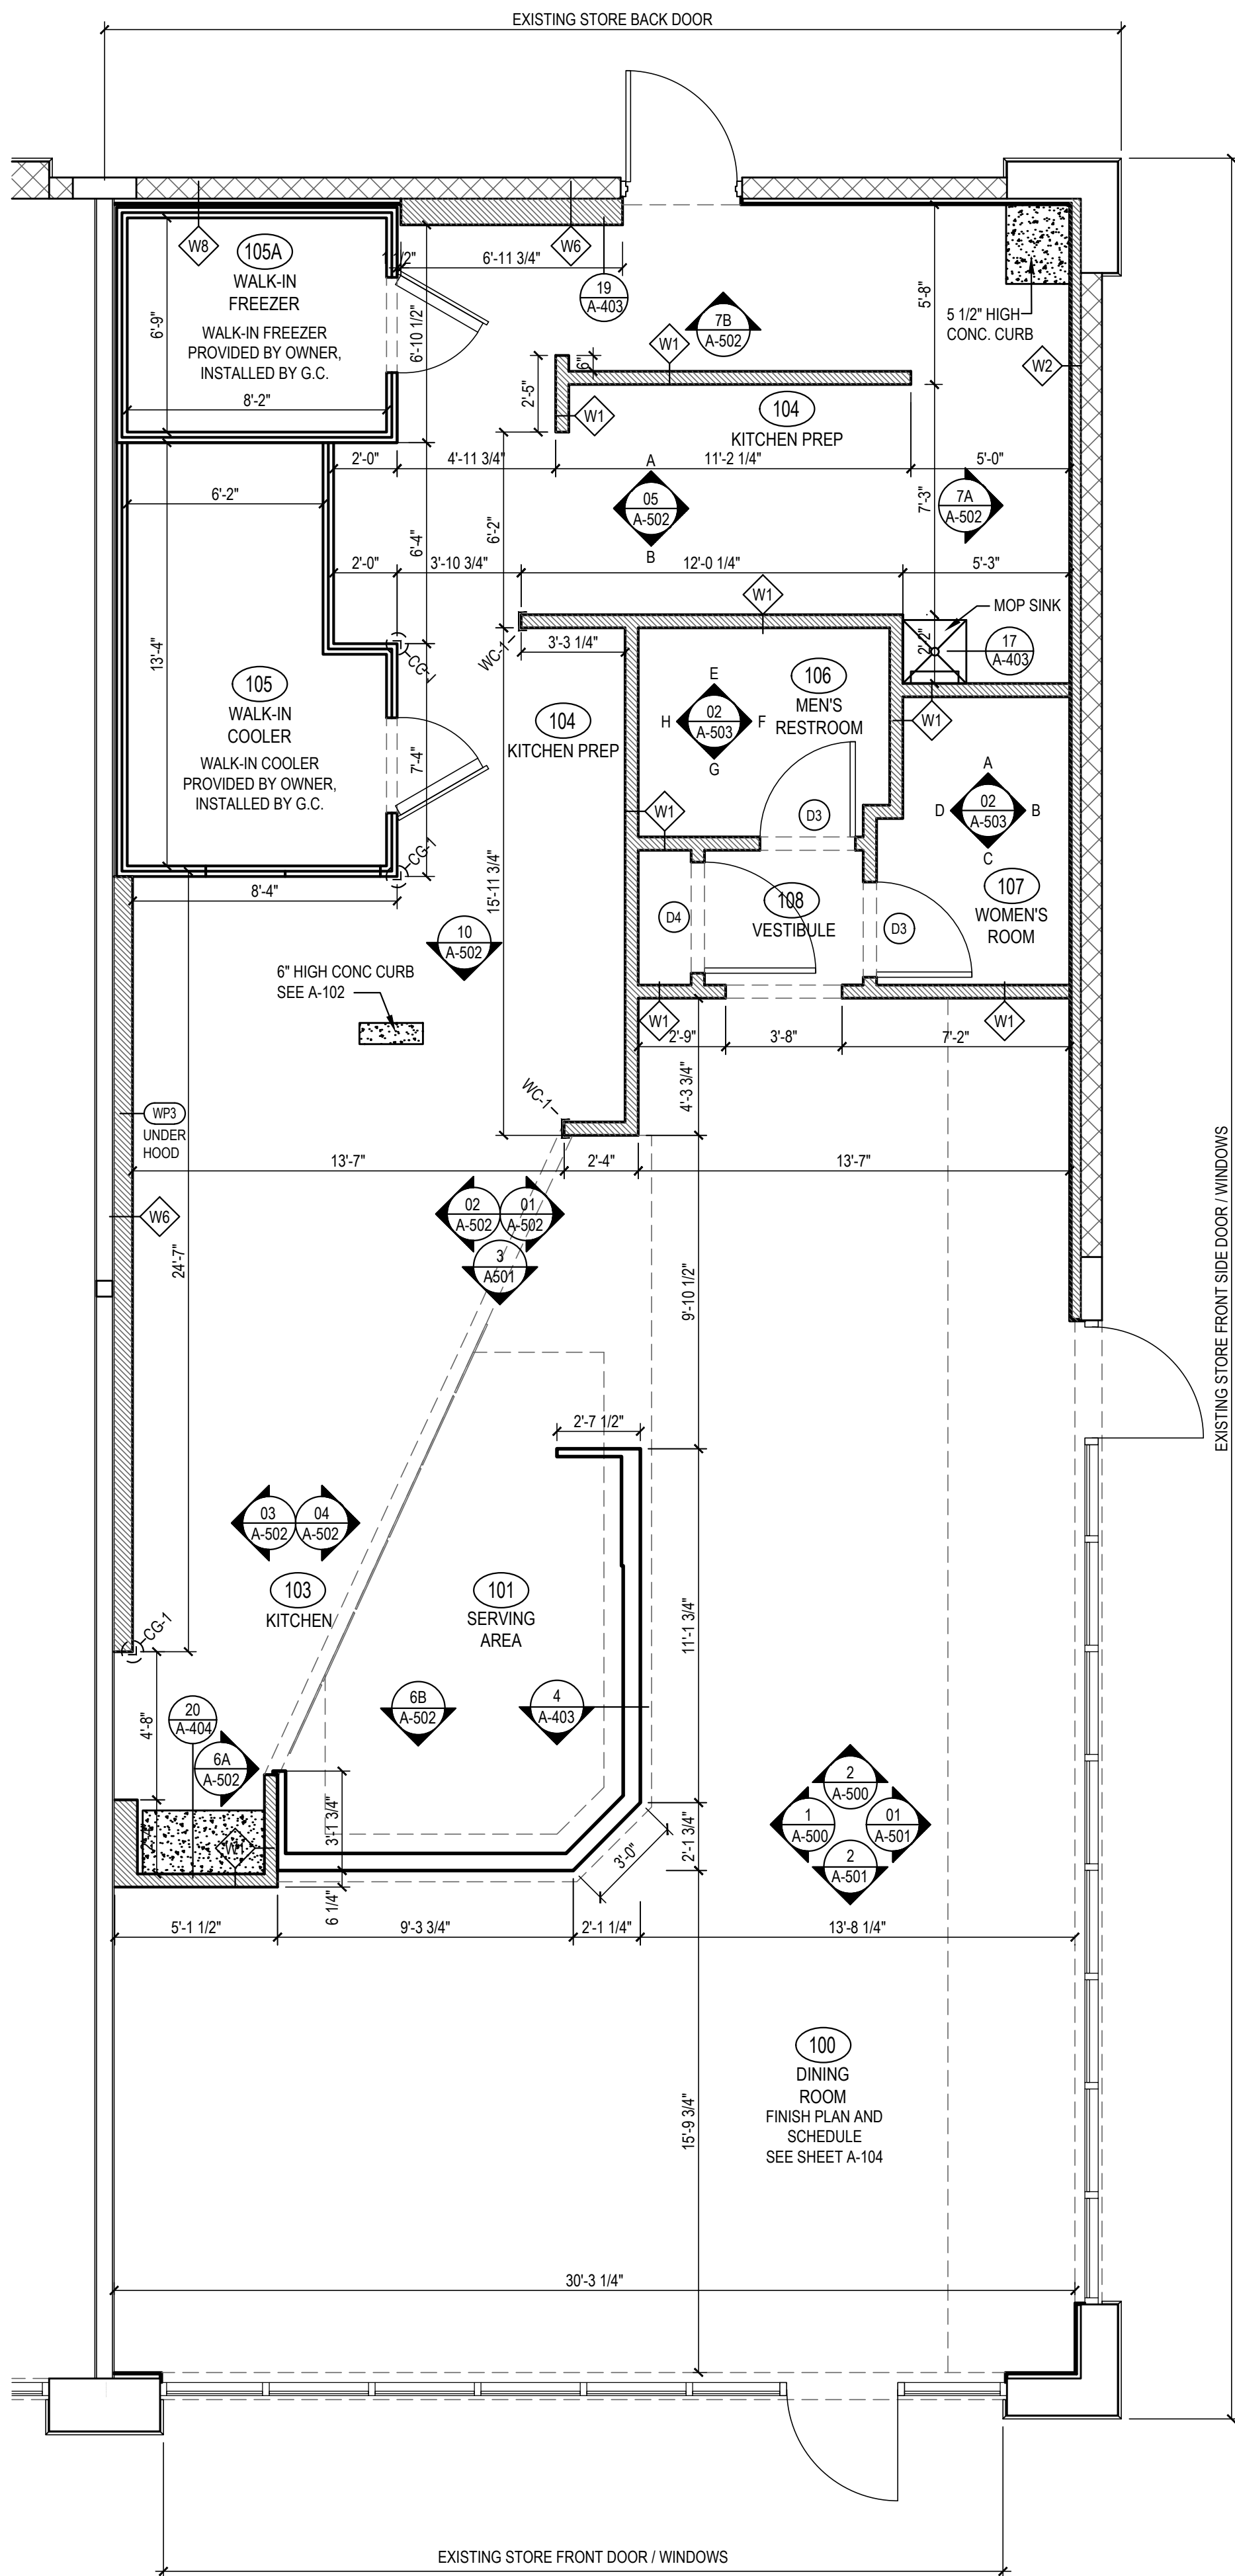 EXISTING STORE BACK DOOR
W8
105A
WALK-IN
FREEZER
WALK-IN FREEZER
PROVIDED BY OWNER,
INSTALLED BY G.C.
6'-9"
8'-2"
6'-11 3/4"
W6
19
A-403
6'-10 1/2"
7B
A-502
W1
6"
2'-5"
W1
5'-8"
5 1/2" HIGH
CONC. CURB
W2
104
KITCHEN PREP
2'-0"
4'-11 3/4"
11'-2 1/4"
5'-0"
6'-2"
A
05
A-502
B
7A
A-502
7'-3"
6'-2"
6'-4"
2'-0"
3'-10 3/4"
12'-0 1/4"
5'-3"
W1
MOP SINK
2'-2"
17
A-403
WC-1
3'-3 1/4"
CG-1
13'-4"
105
WALK-IN
COOLER
WALK-IN COOLER
PROVIDED BY OWNER,
INSTALLED BY G.C.
7'-4"
104
KITCHEN PREP
E
H
02
A-503
F
G
106
MEN'S
RESTROOM
W1
W1
D3
A
D
02
A-503
B
C
107
WOMEN'S
ROOM
CG-1
8'-4"
15'-11 3/4"
D4
108
VESTIBULE
D3
10
A-502
6" HIGH CONC CURB
SEE A-102
W1
W1
2'-9"
3'-8"
7'-2"
4'-3 3/4"
WP3
UNDER
HOOD
WC-1
13'-7"
2'-4"
13'-7"
W6
24'-7"
02
A-502
01
A-502
3
A501
9'-10 1/2"
EXISTING STORE FRONT SIDE DOOR / WINDOWS
2'-7 1/2"
03
A-502
04
A-502
103
KITCHEN
101
SERVING
AREA
11'-1 3/4"
CG-1
4'-8"
20
A-404
6A
A-502
6B
A-502
4
A-403
W1
3'-1 3/4"
6 1/4"
3'-0"
2'-1 3/4"
2
A-500
1
A-500
01
A-501
2
A-501
5'-1 1/2"
9'-3 3/4"
2'-1 1/4"
13'-8 1/4"
100
DINING
ROOM
FINISH PLAN AND
SCHEDULE
SEE SHEET A-104
15'-9 3/4"
30'-3 1/4"
EXISTING STORE FRONT DOOR / WINDOWS